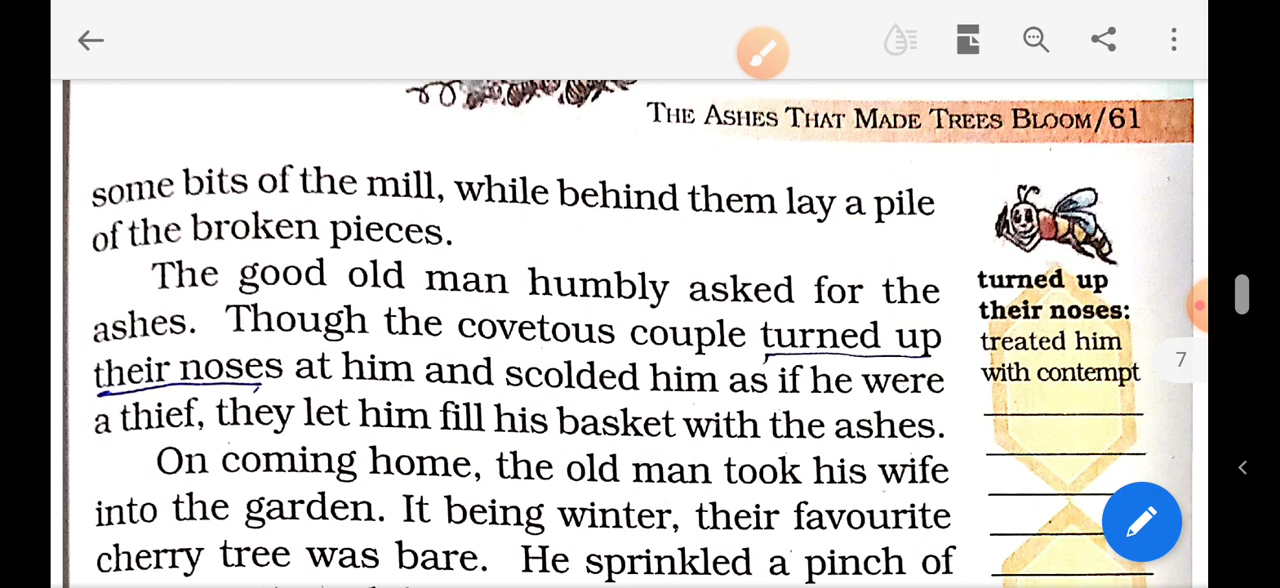 THE ASHES THAT MADE TREES BLOOM/61
some bits of the mill, while behind them lay a pile
of the broken pieces.
The good old man humbly asked for the
ashes. Though the covetous couple turned up
their noses at him and scolded him as if he were
a thief, they let him fill his basket with the ashes.
On coming home, the old man took his wife
into the garden. It being winter, their favourite
cherry tree was bare. He sprinkled a pinch of
turned up
their noses:
treated him
with contempt
7